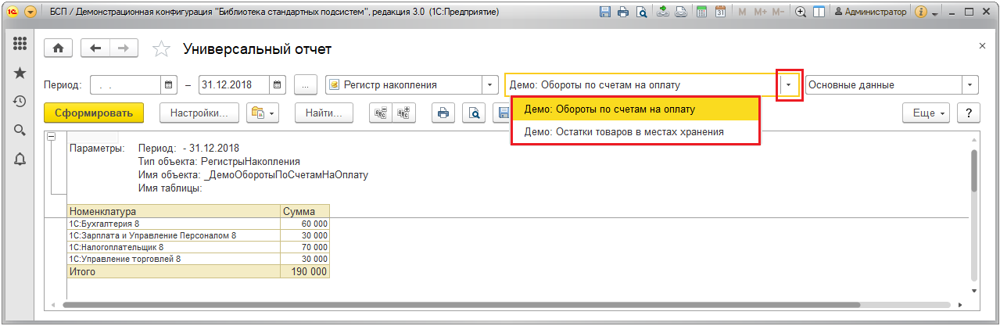 БСП / Демонстрационная конфигурация "Библиотека стандартных подсистем", редакция 3.0 (1С:Предприятие)
M M+ M- Администратор
Универсальный отчет
Период: . . – 31.12.2018 ... Регистр накопления Демо: Обороты по счетам на оплату Основные данные
Сформировать Настройки... Найти... Еще ?
Демо: Обороты по счетам на оплату
Демо: Остатки товаров в местах хранения
Параметры: Период: - 31.12.2018
Тип объекта: РегистрыНакопления
Имя объекта: _ДемоОборотыПоСчетамНаОплату
Имя таблицы:
Номенклатура Сумма
1С:Бухгалтерия 8 60 000
1С:Зарплата и Управление Персоналом 8 30 000
1С:Налогоплательщик 8 70 000
1С:Управление торговлей 8 30 000
Итого 190 000